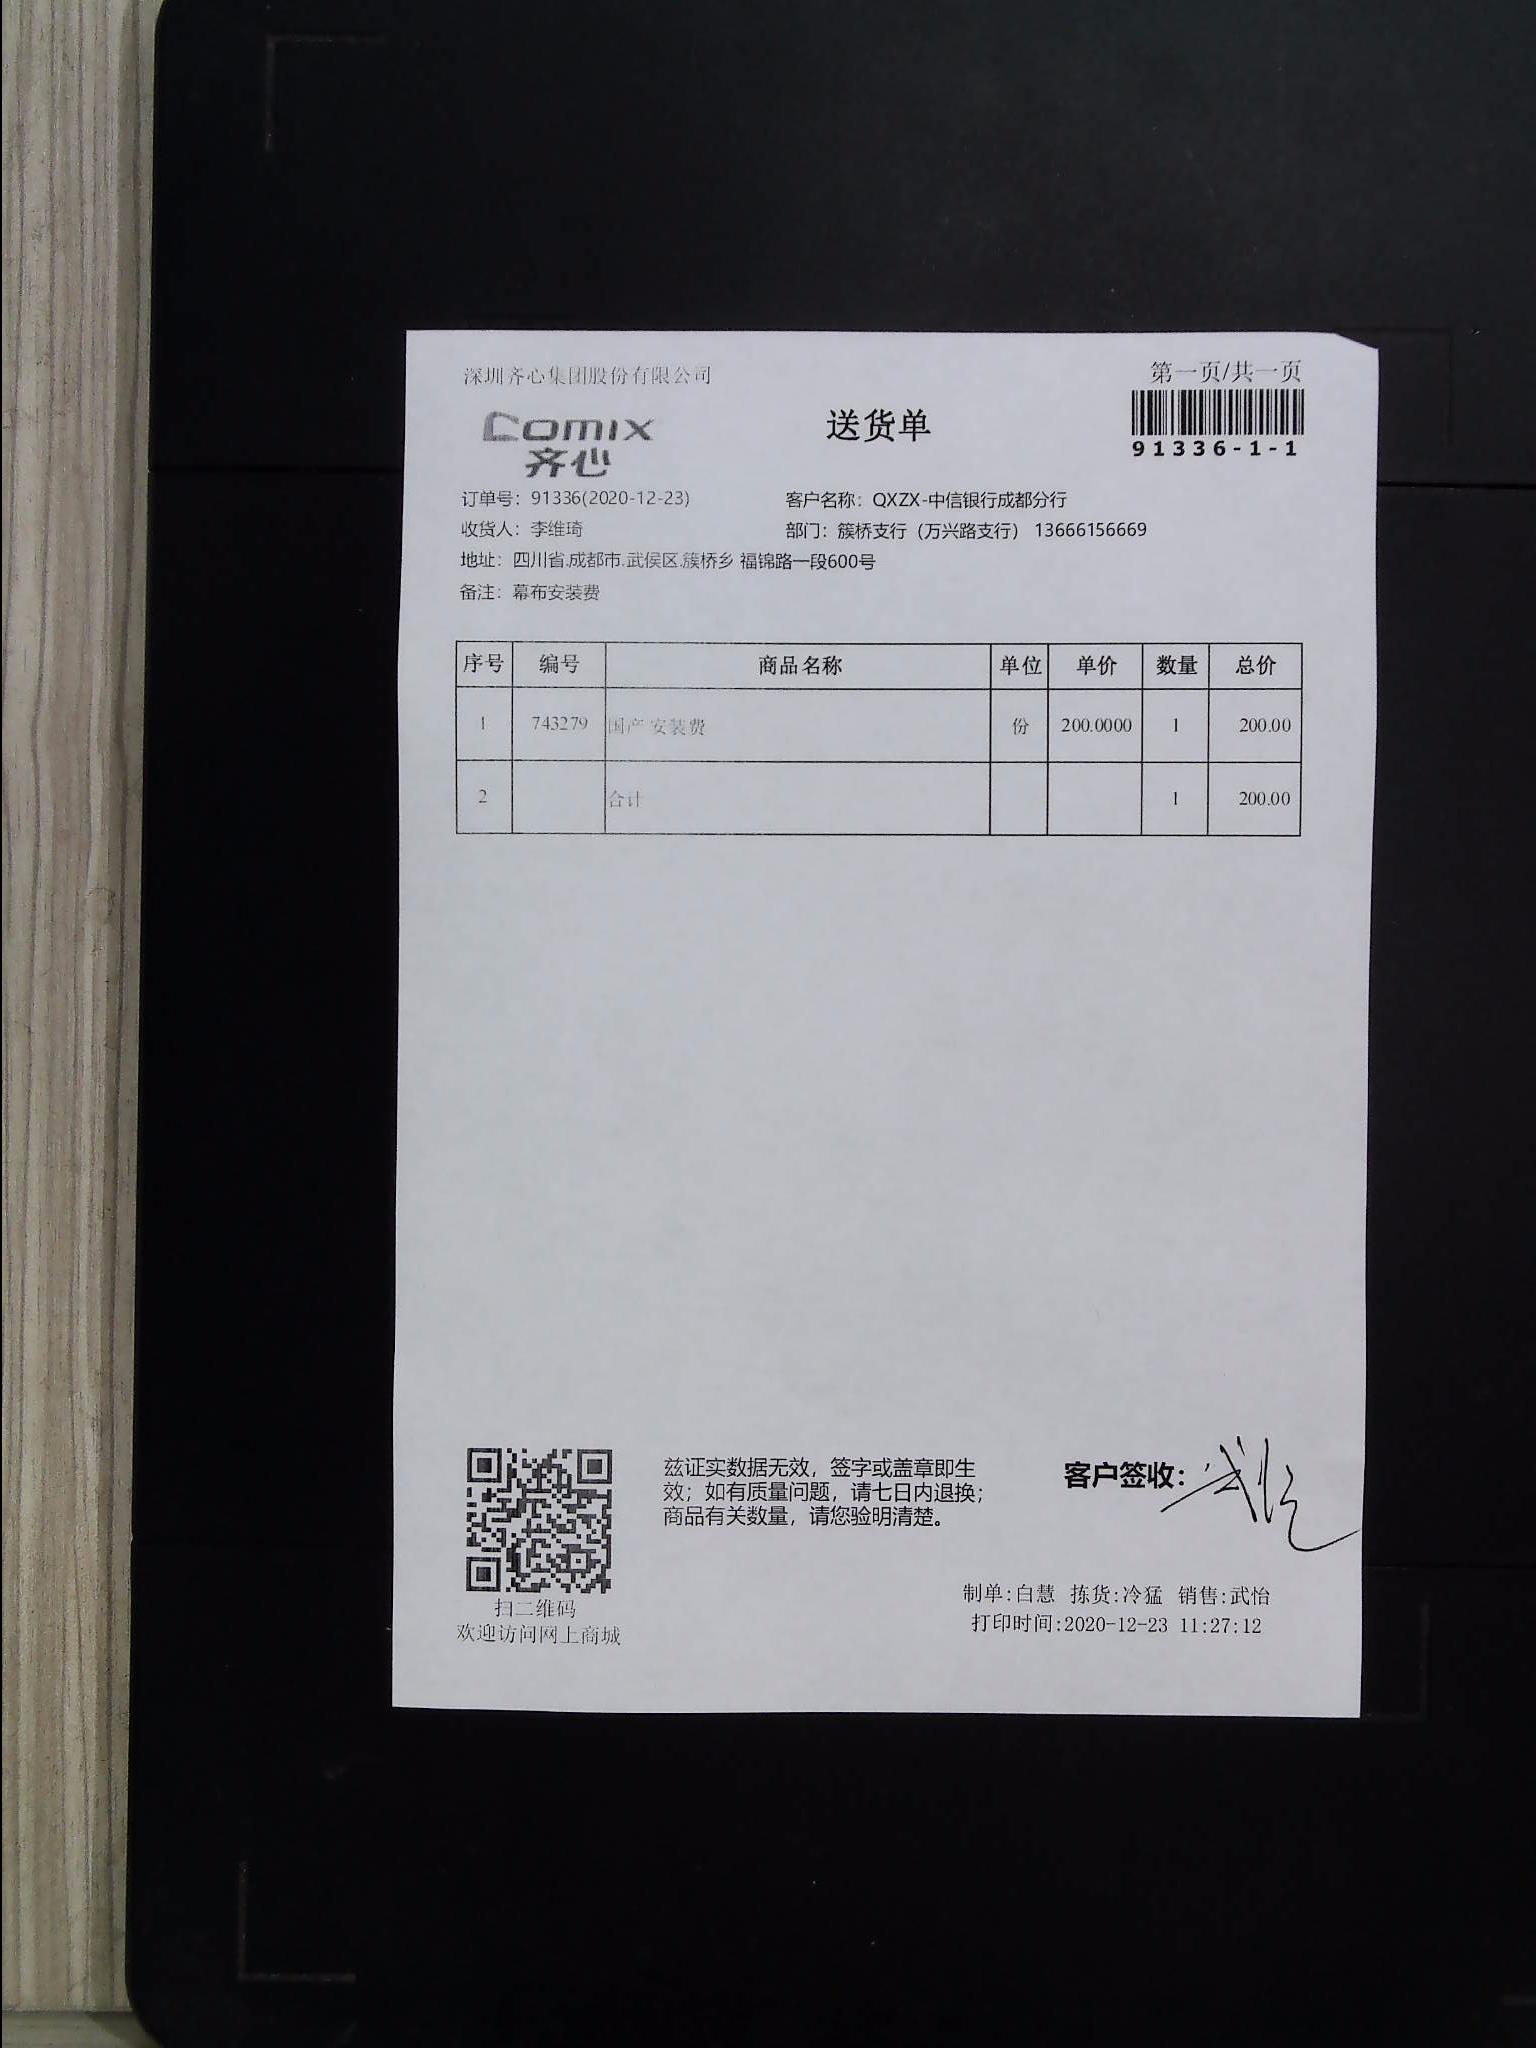 深圳齐心集团股份有限公司
第一页/共一页
comix
齐心
送货单
91336-1-1
订单号：91336(2020-12-23)
客户名称：QXZX-中信银行成都分行
收货人：李维琦
部门：簇桥支行（万兴路支行） 13666156669
地址：四川省.成都市.武侯区.簇桥乡 福锦路一段600号
备注：幕布安装费
序号 编号 商品名称 单位 单价 数量 总价
1 743279 国产 安装费 份 200.0000 1 200.00
2 合计 1 200.00
兹证实数据无效，签字或盖章即生
效；如有质量问题，请七日内退换；
商品有关数量，请您验明清楚。
客户签收：武怡
扫二维码
欢迎访问网上商城
制单:白慧 拣货:冷猛 销售:武怡
打印时间:2020-12-23 11:27:12